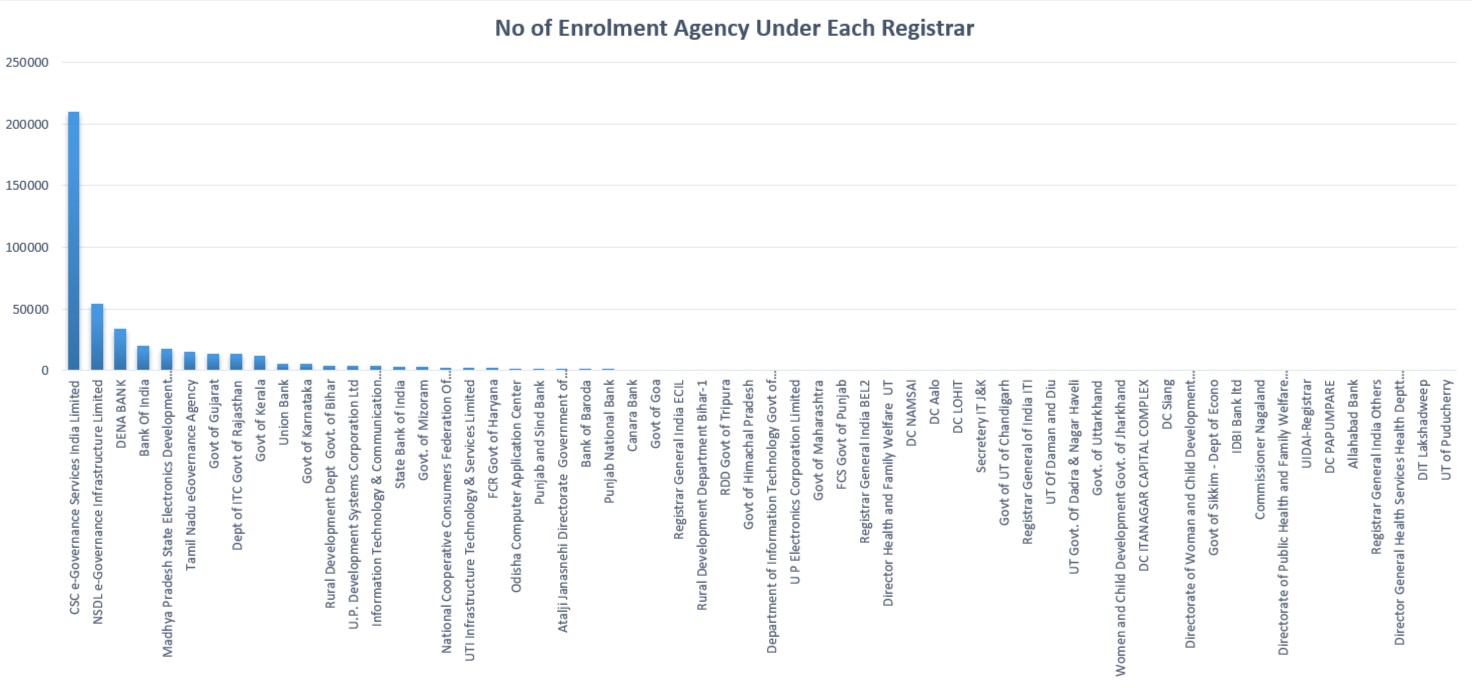 No of Enrolment Agency Under Each Registrar
250000
200000
150000
100000
50000
0
CSC e-Governance Services India Limited
NSDL e-Governance Infrastructure Limited
DENA BANK
Bank Of India
Madhya Pradesh State Electronics Development...
Tamil Nadu eGovernance Agency
Govt of Gujarat
Dept of ITC Govt of Rajasthan
Govt of Kerala
Union Bank
Govt of Karnataka
Rural Development Dept Govt. of Bihar
U.P. Development Systems Corporation Ltd
Information Technology & Communication...
State Bank of India
Govt. of Mizoram
National Cooperative Consumers Federation Of...
UTI Infrastructure Technology & Services Limited
FCR Govt of Haryana
Odisha Computer Application Center
Punjab and Sind Bank
Atalji Janasnehi Directorate Government of...
Bank of Baroda
Punjab National Bank
Canara Bank
Govt of Goa
Registrar General India ECIL
Rural Development Department Bihar-1
RDD Govt of Tripura
Govt of Himachal Pradesh
Department of Information Technology Govt of...
U P Electronics Corporation Limited
Govt of Maharashtra
FCS Govt of Punjab
Registrar General India BEL2
Director Health and Family Welfare UT
DC NAMSAI
DC Aalo
DC LOHIT
Secretery IT J&K
Govt of UT of Chandigarh
Registrar General of India ITI
UT Of Daman and Diu
UT Govt. Of Dadra & Nagar Haveli
Govt. of Uttarkhand
Women and Child Development Govt. of Jharkhand
DC ITANAGAR CAPITAL COMPLEX
DC Siang
Directorate of Woman and Child Development...
Govt of Sikkim - Dept of Econo
IDBI Bank ltd
Commissioner Nagaland
Directorate of Public Health and Family Welfare...
UIDAI-Registrar
DC PAPUMPARE
Allahabad Bank
Registrar General India Others
Director General Health Services Health Deptt...
DIT Lakshadweep
UT of Puducherry